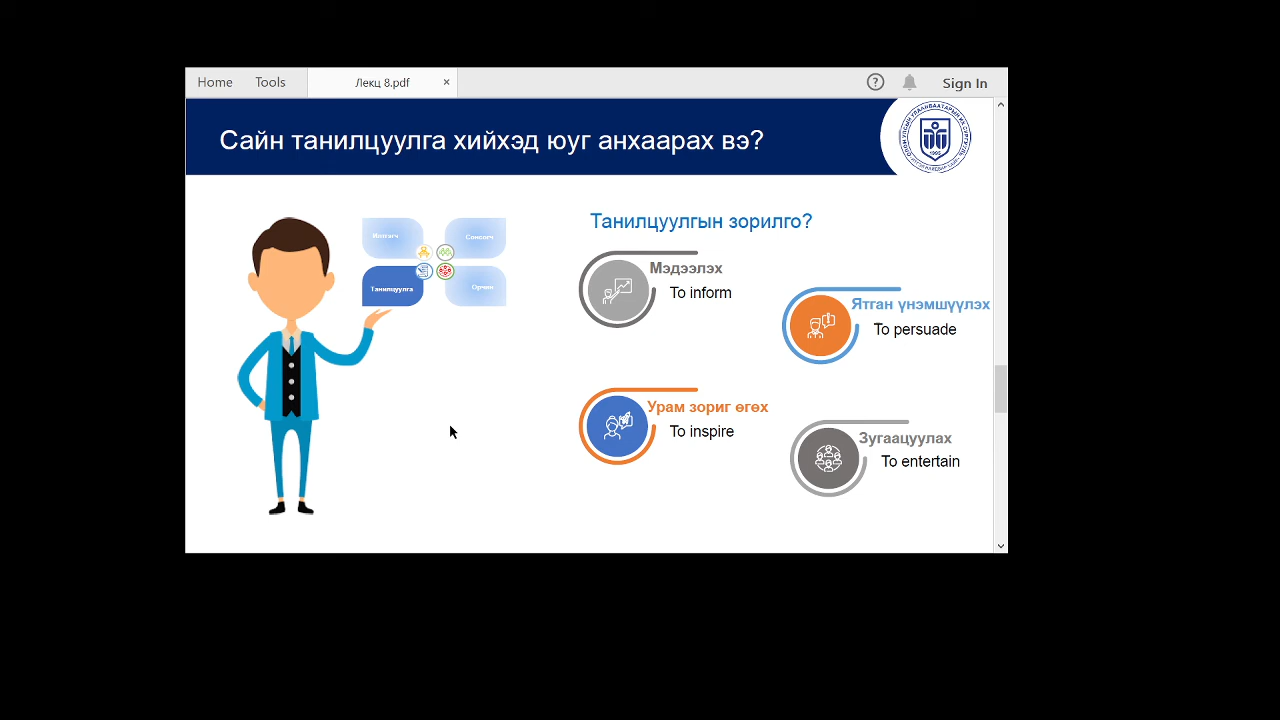 Home Tools Лекц 8.pdf × ? Sign In
Сайн танилцуулга хийхэд юуг анхаарах вэ?
1995
Илтгэгч
Сонсогч
Танилцуулга
Орчин
Танилцуулгын зорилго?
Мэдээлэх
To inform
Ятган үнэмшүүлэх
To persuade
Урам зориг өгөх
To inspire
Зугаацуулах
To entertain